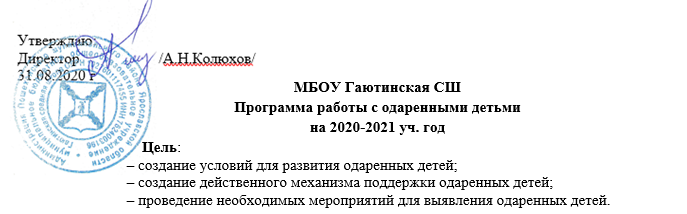 Утверждаю:
Директор /А.Н.Колюхов/
31.08.2020 г
МБОУ Гаютинская СШ
Программа работы с одаренными детьми
на 2020-2021 уч. год
Цель:
– создание условий для развития одаренных детей;
– создание действенного механизма поддержки одаренных детей;
– проведение необходимых мероприятий для выявления одаренных детей.